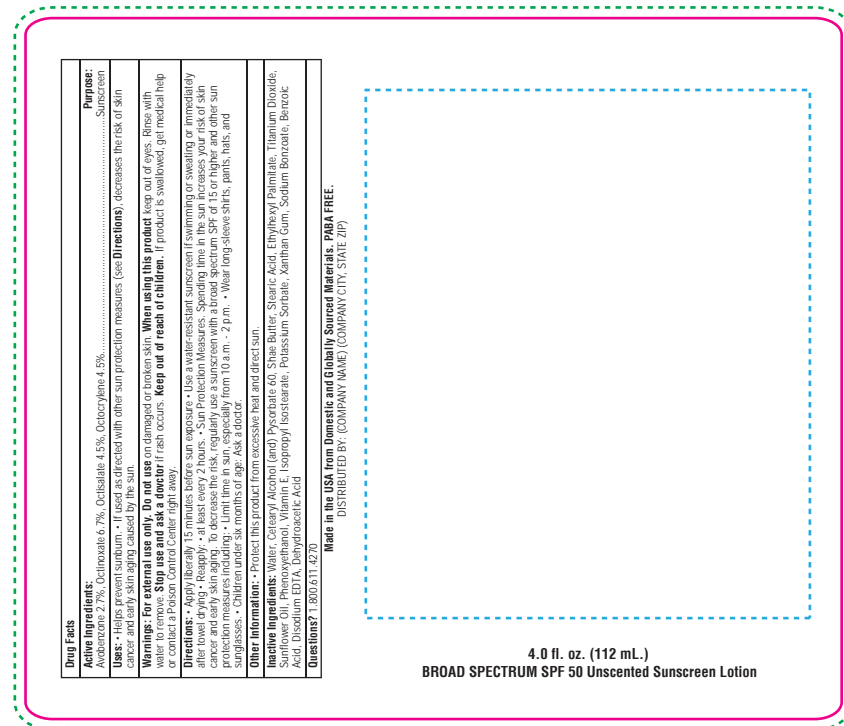 Drug Facts
Active Ingredients: Purpose:
Avobenzone 2.7%, Octinoxate 6.7%, Octisalate 4.5%, Octocrylene 4.5%...Sunscreen
Uses: • Helps prevent sunburn. • If used as directed with other sun protection measures (see Directions), decreases the risk of skin
cancer and early skin aging caused by the sun.
Warnings: For external use only. Do not use on damaged or broken skin. When using this product keep out of eyes. Rinse with
water to remove. Stop use and ask a dovctor if rash occurs. Keep out of reach of children. If product is swallowed, get medical help
or contact a Poison Control Center right away.
Directions: • Apply liberally 15 minutes before sun exposure • Use a water-resistant sunscreen if swimming or sweating or immediately
after towel drying • Reapply: • at least every 2 hours. • Sun Protection Measures. Spending time in the sun increases your risk of skin
cancer and early skin aging. To decrease the risk, regularly use a sunscreen with a broad spectrum SPF of 15 or higher and other sun
protection measures including: • Limit time in sun, especially from 10 a.m. - 2 p.m. • Wear long-sleeve shirts, pants, hats, and
sunglasses. • Children under six months of age: Ask a doctor.
Other Information: • Protect this product from excessive heat and direct sun.
Inactive Ingredients: Water, Cetearyl Alcohol (and) Pysorbate 60, Shae Butter, Stearic Acid, Ethylhexyl Palmitate, Titanium Dioxide,
Sunflower Oil, Phenoxyethanol, Vitamin E, Isopropyl Isostearate, Potassium Sorbate, Xanthan Gum, Sodium Bonzoate, Benzoic
Acid, Disodium EDTA, Dehydroacetic Acid
Questions? 1.800.611.4270
Made in the USA from Domestic and Globally Sourced Materials. PABA FREE.
DISTRIBUTED BY: (COMPANY NAME) (COMPANY CITY, STATE ZIP)
4.0 fl. oz. (112 mL.)
BROAD SPECTRUM SPF 50 Unscented Sunscreen Lotion